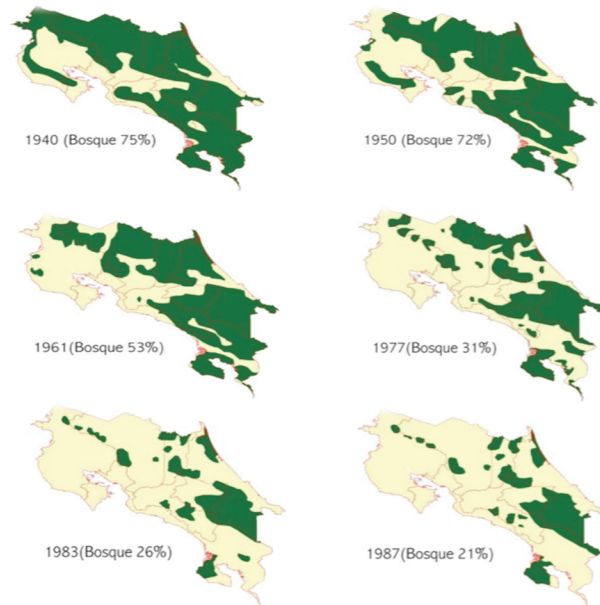 1940 (Bosque 75%)
1950 (Bosque 72%)
1961(Bosque 53%)
1977(Bosque 31%)
1983(Bosque 26%)
1987(Bosque 21%)